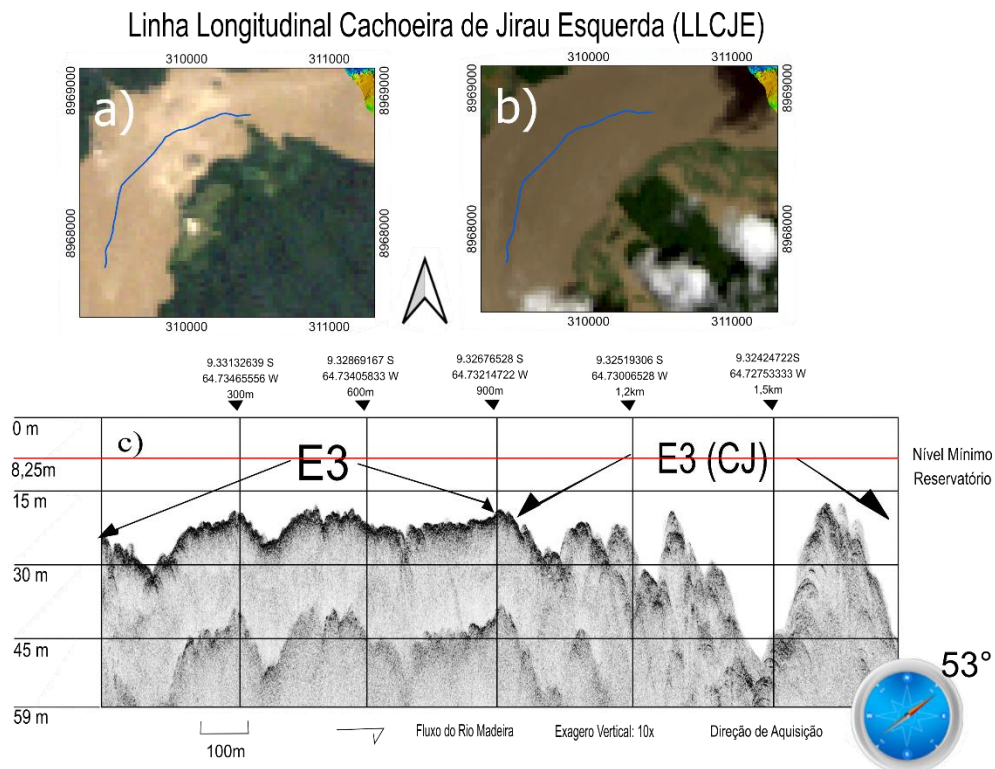 Linha Longitudinal Cachoeira de Jirau Esquerda (LLCJE)
310000
311000
310000
311000
8969000
8969000
8969000
8969000
a)
b)
8968000
8968000
8968000
8968000
310000
311000
310000
311000
9.33132639 S
64.73465556 W
300m
9.32869167 S
64.73405833 W
600m
9.32676528 S
64.73214722 W
900m
9.32519306 S
64.73006528 W
1,2km
9.32424722S
64.72753333 W
1,5km
0 m
c)
E3
E3 (CJ)
Nível Mínimo
Reservatório
8,25m
15 m
30 m
45 m
59 m
53°
100m
Fluxo do Rio Madeira
Exagero Vertical: 10x
Direção de Aquisição